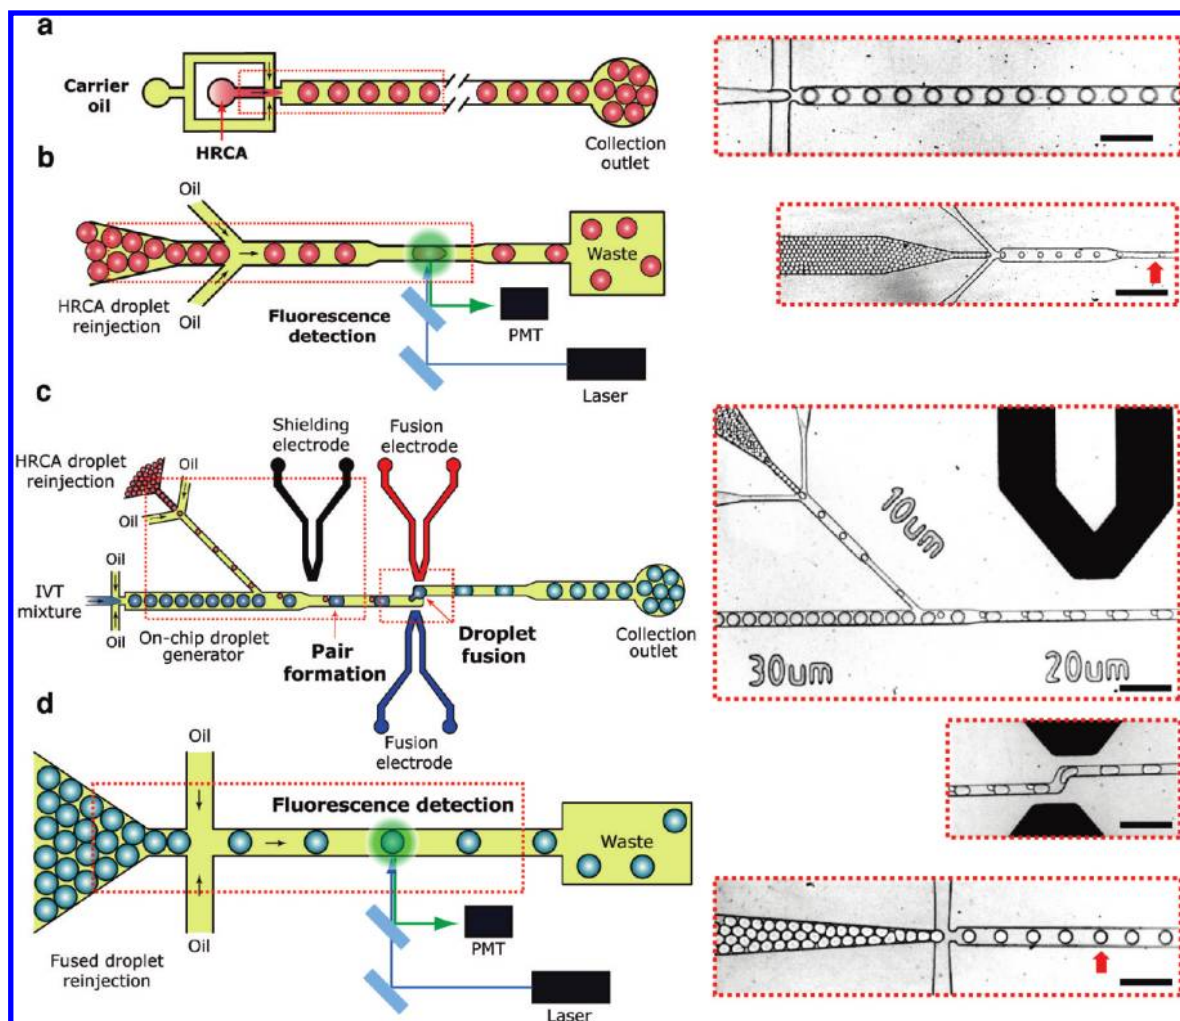 a
Carrier
oil
HRCA
Collection
outlet
b
Oil
Oil
HRCA droplet
reinjection
Fluorescence
detection
PMT
Laser
Waste
c
HRCA droplet
reinjection
Oil
Oil
Shielding
electrode
Fusion
electrode
Oil
IVT
mixture
Oil
On-chip droplet
generator
Pair
formation
Droplet
fusion
Collection
outlet
Fusion
electrode
10um
30um
20um
d
Oil
Fluorescence detection
Waste
Oil
Fused droplet
reinjection
PMT
Laser